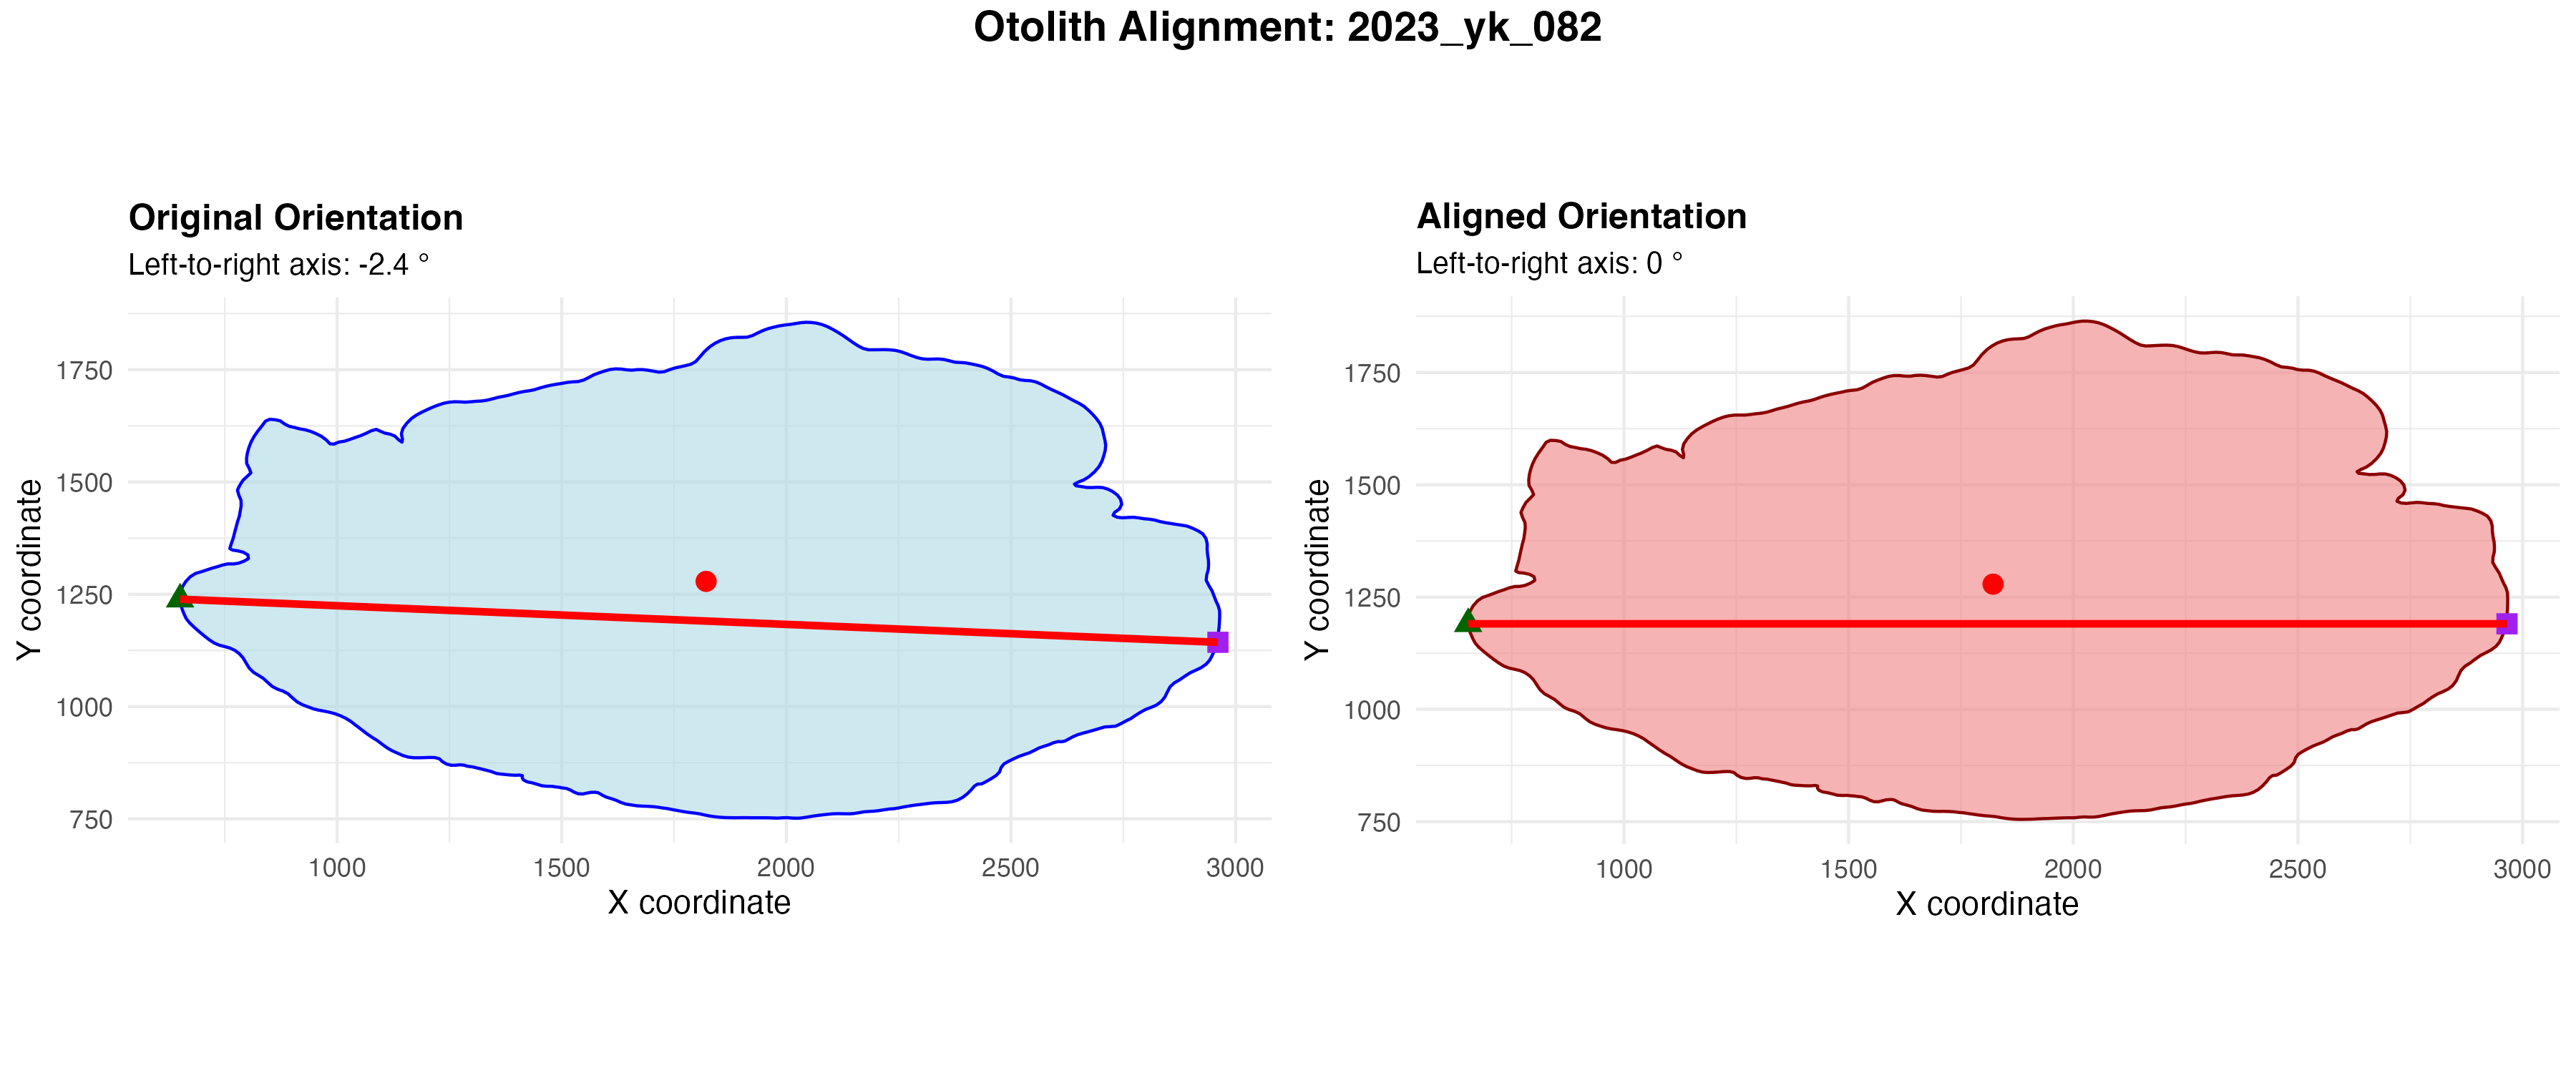 Otolith Alignment: 2023_yk_082
Original Orientation
Left-to-right axis: -2.4 °
Y coordinate
1750
1500
1250
1000
750
1000 1500 2000 2500 3000
X coordinate
Aligned Orientation
Left-to-right axis: 0 °
Y coordinate
1750
1500
1250
1000
750
1000 1500 2000 2500 3000
X coordinate